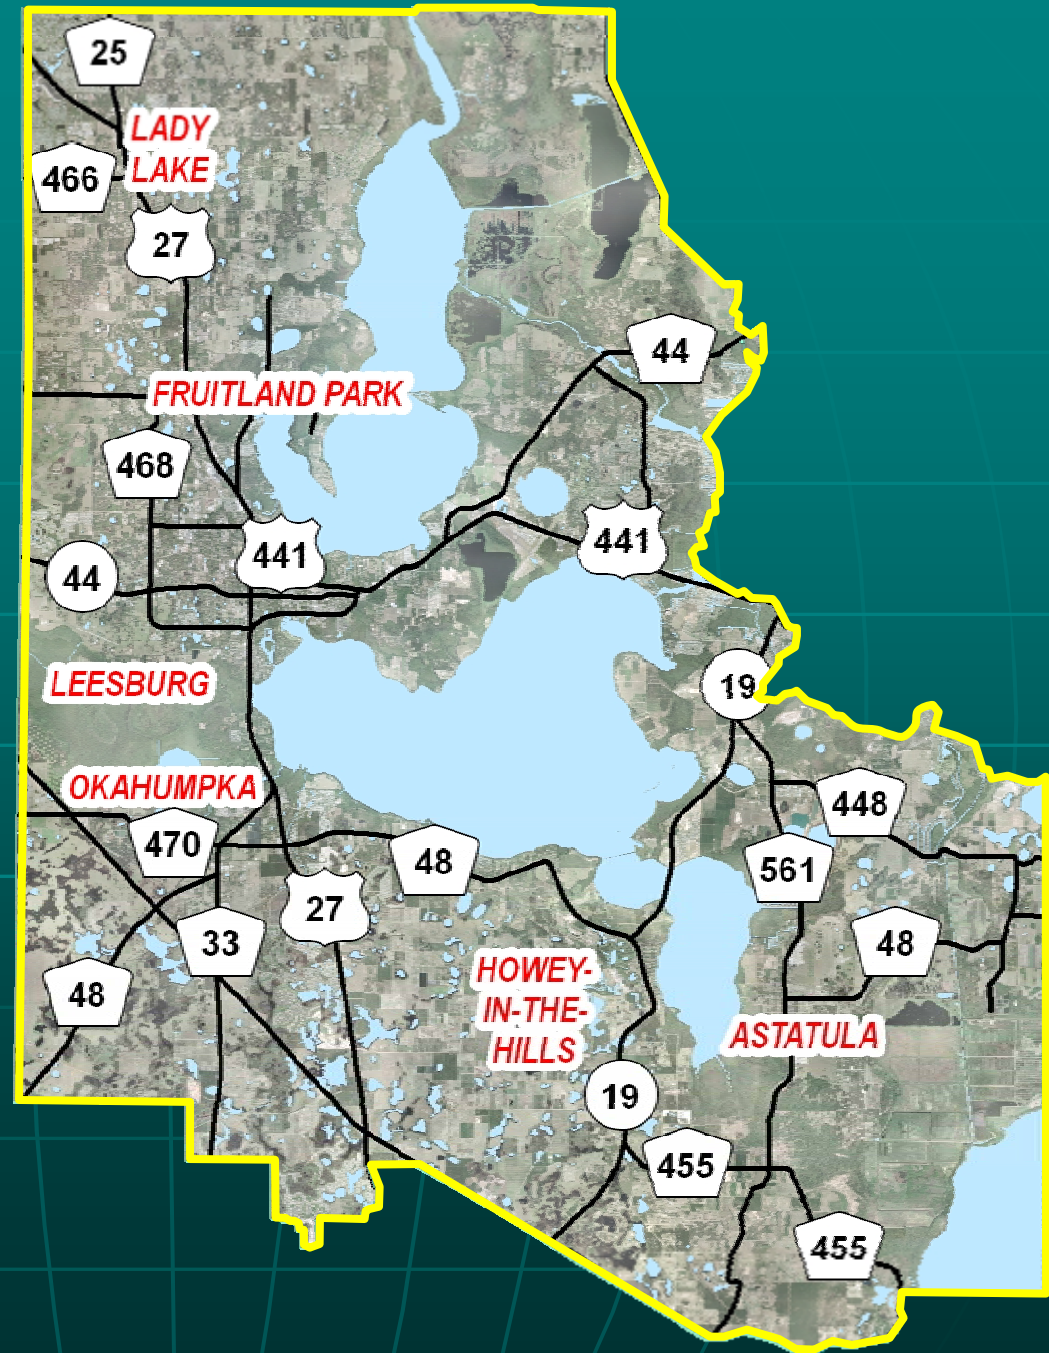 25
LADY
LAKE
466
27
44
FRUITLAND PARK
468
441
441
44
LEESBURG
19
OKAHUMPKA
448
470
48
561
27
33
48
48
HOWEY-
IN-THE-
HILLS
ASTATULA
19
455
455